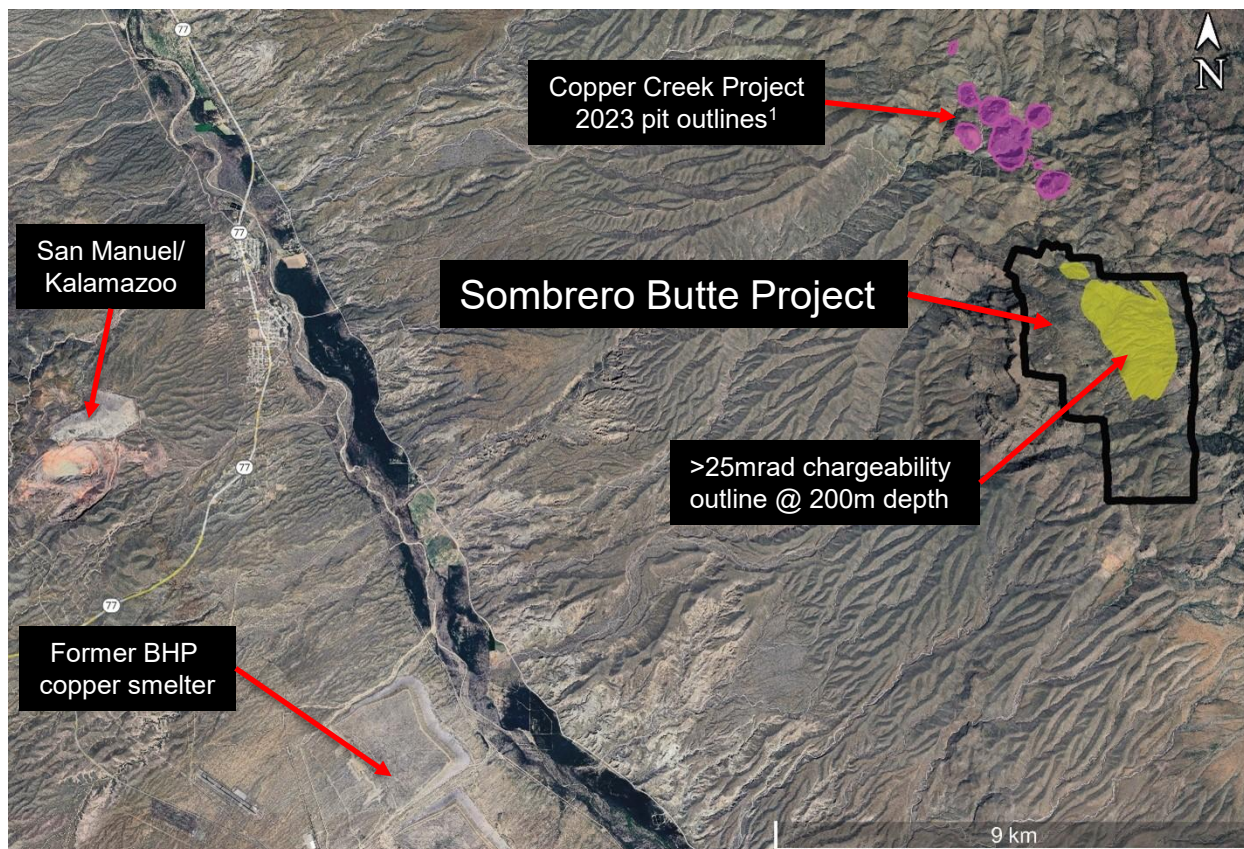 77
N
Copper Creek Project
2023 pit outlines¹
77
San Manuel/
Kalamazoo
Sombrero Butte Project
>25mrad chargeability
outline @ 200m depth
77
77
Former BHP
copper smelter
9 km